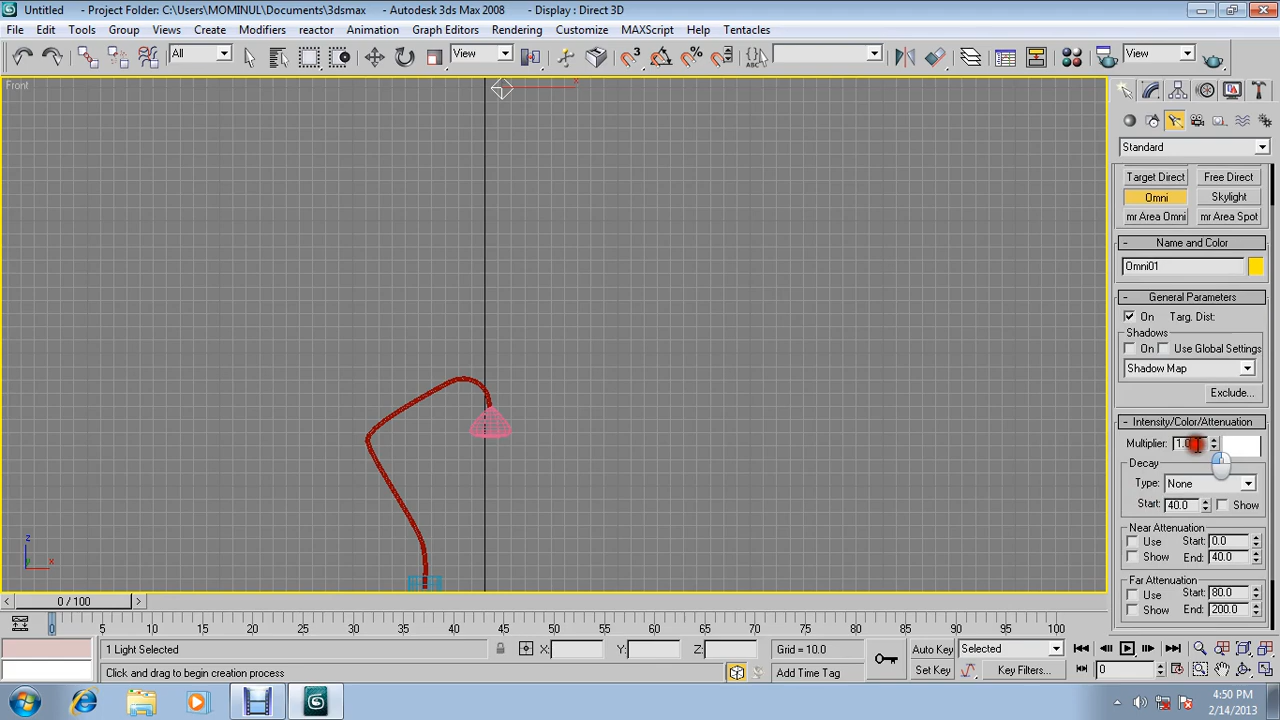 Untitled - Project Folder: C:\Users\MOMINUL\Documents\3dsmax - Autodesk 3ds Max 2008 - Display : Direct 3D
File Edit Tools Group Views Create Modifiers reactor Animation Graph Editors Rendering Customize MAXScript Help Tentacles
All View 3 View
Front
x
Standard
Target Direct Free Direct
Omni Skylight
mr Area Omni mr Area Spot
- Name and Color
Omni01
- General Parameters
On Targ. Dist:
Shadows
On Use Global Settings
Shadow Map
Exclude...
- Intensity/Color/Attenuation
Multiplier: 1.0
Decay
Type: None
Start: 40.0 Show
Near Attenuation
Use Start: 0.0
Show End: 40.0
Far Attenuation
Use Start: 80.0
Show End: 200.0
z
y x
< 0 / 100 >
0 5 10 15 20 25 30 35 40 45 50 55 60 65 70 75 80 85 90 95 100
1 Light Selected X: Y: Z: Grid = 10.0 Auto Key Selected
Click and drag to begin creation process Add Time Tag Set Key Key Filters... 0
4:50 PM
2/14/2013